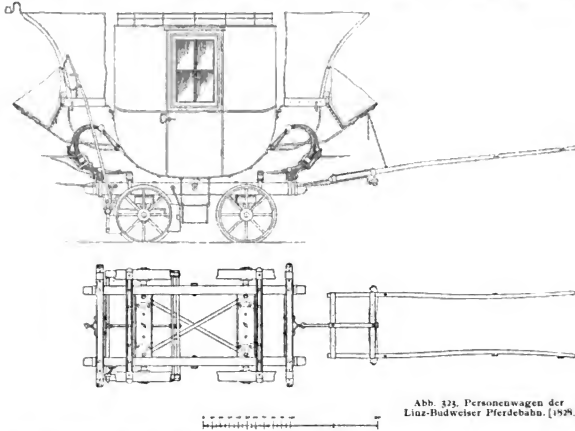 Abb. 323. Personenwagen der
Linz-Budweiser Pferdebahn. [1828.